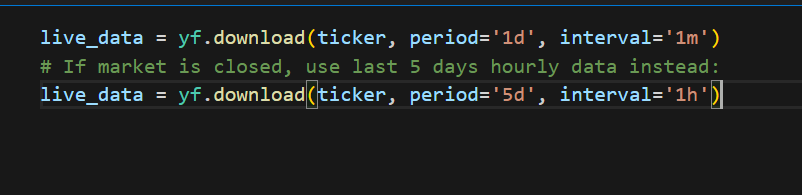 live_data = yf.download(ticker, period='1d', interval='1m')
# If market is closed, use last 5 days hourly data instead:
live_data = yf.download(ticker, period='5d', interval='1h')